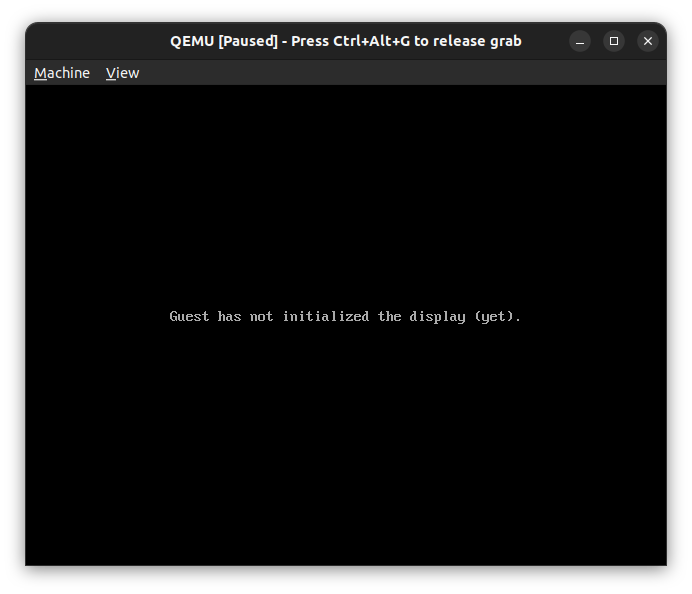 QEMU [Paused] - Press Ctrl+Alt+G to release grab
Machine View
Guest has not initialized the display (yet).